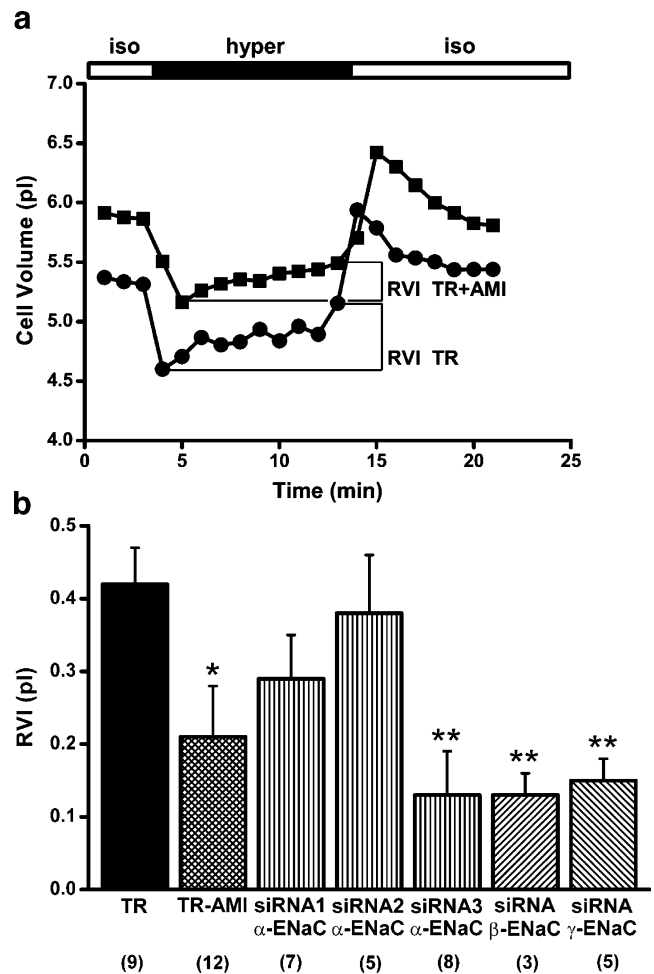 a
iso hyper iso
7.0
6.5
6.0
5.5
5.0
4.5
4.0
Cell Volume (pl)
RVI TR+AMI
RVI TR
0 5 10 15 20 25
Time (min)
b
0.5
0.4
0.3
0.2
0.1
0.0
RVI (pl)
* ** ** **
TR TR-AMI siRNA1 siRNA2 siRNA3 siRNA siRNA
α-ENaC α-ENaC α-ENaC β-ENaC γ-ENaC
(9) (12) (7) (5) (8) (3) (5)